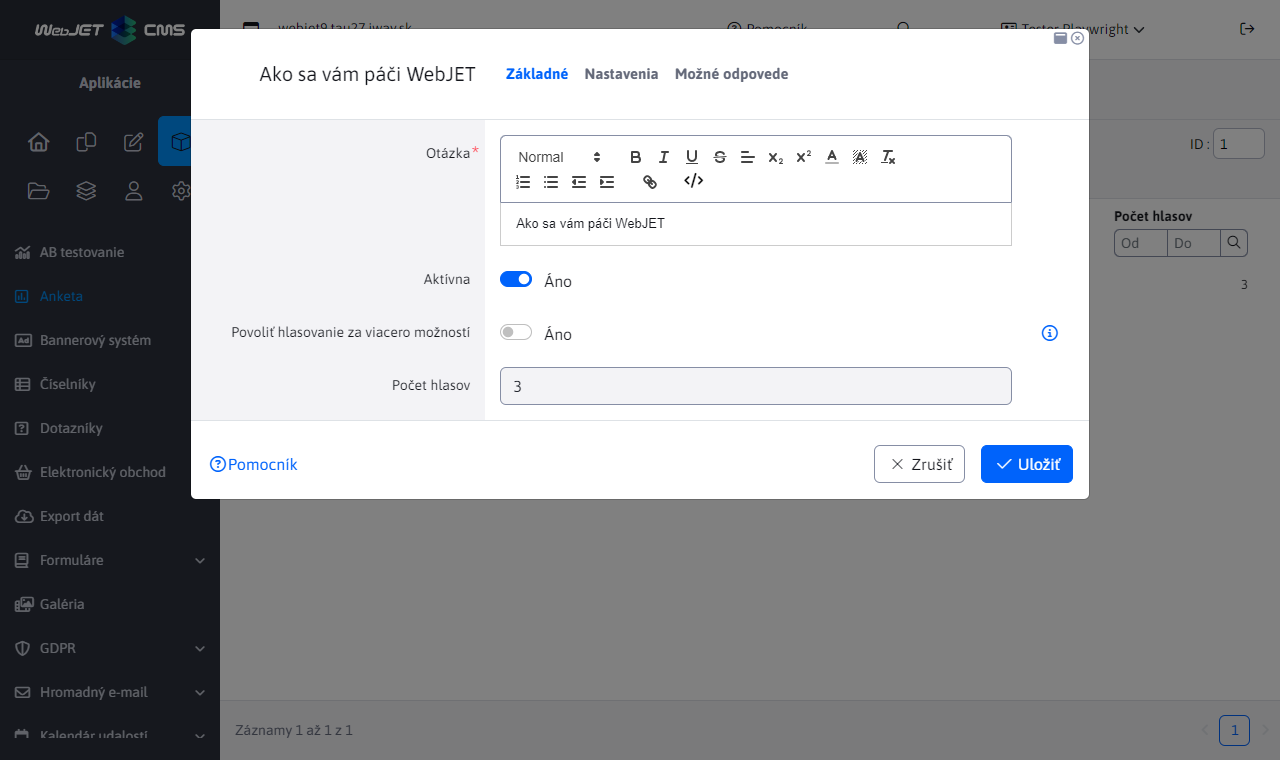 WebJET CMS
webjet9.tau27.iway.sk
Pomocník
Tester Playwright
Aplikácie
Ako sa vám páči WebJET
Základné
Nastavenia
Možné odpovede
ID :
1
Otázka*
Normal
Ako sa vám páči WebJET
Aktívna
Áno
Povoliť hlasovanie za viacero možností
Áno
Počet hlasov
3
Pomocník
Zrušiť
Uložiť
Počet hlasov
Od
Do
3
AB testovanie
Anketa
Bannerový systém
Číselníky
Dotazníky
Elektronický obchod
Export dát
Formuláre
Galéria
GDPR
Hromadný e-mail
Kalendár udalostí
Záznamy 1 až 1 z 1
1